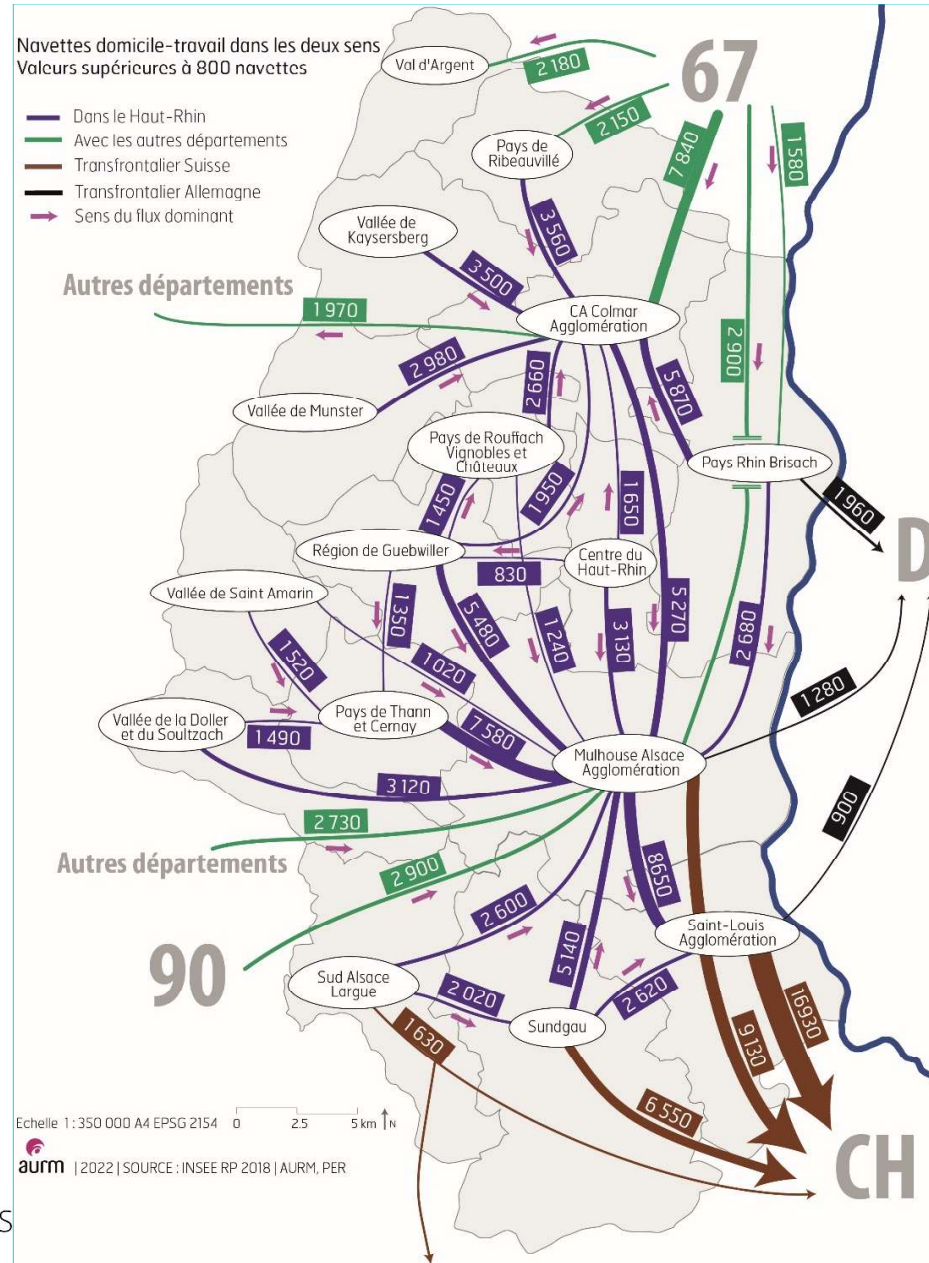 Navettes domicile-travail dans les deux sens
Valeurs supérieures à 800 navettes
Dans le Haut-Rhin
Avec les autres départements
Transfrontalier Suisse
Transfrontalier Allemagne
Sens du flux dominant
Val d'Argent
2 180
67
2 150
Pays de
Ribeauvillé
7 840
1 580
Vallée de
Kaysersberg
3 560
3 500
Autres départements
1 970
CA Colmar
Agglomération
2 900
2 980
2 660
5 870
Vallée de Munster
Pays de Rouffach
Vignobles et
Châteaux
Pays Rhin Brisach
1 450
1 950
1 650
1 960
D
Région de Guebwiller
830
Centre du
Haut-Rhin
Vallée de Saint Amarin
1 350
5 480
1 240
3 130
5 270
2 680
1 520
1 020
1 280
Vallée de la Doller
et du Soultzach
1 490
Pays de Thann
et Cernay
7 580
Mulhouse Alsace
Agglomération
3 120
900
2 730
Autres départements
2 900
8650
90
2 600
5 140
Saint-Louis
Agglomération
Sud Alsace
Largue
2 020
Sundgau
2 620
16930
1 630
9 130
6 550
CH
Echelle 1 : 350 000 A4 EPSG 2154 0 2.5 5 km N
aurm | 2022 | SOURCE : INSEE RP 2018 | AURM, PER
S